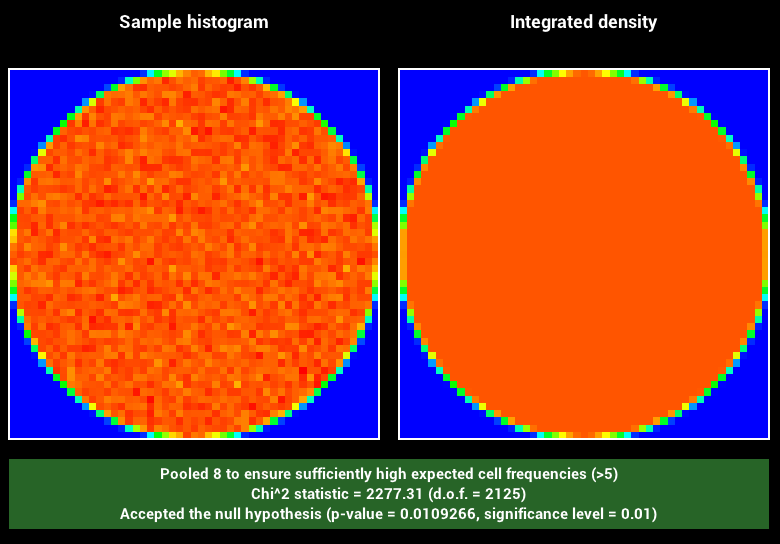 Sample histogram
Integrated density
Pooled 8 to ensure sufficiently high expected cell frequencies (>5)
Chi^2 statistic = 2277.31 (d.o.f. = 2125)
Accepted the null hypothesis (p-value = 0.0109266, significance level = 0.01)